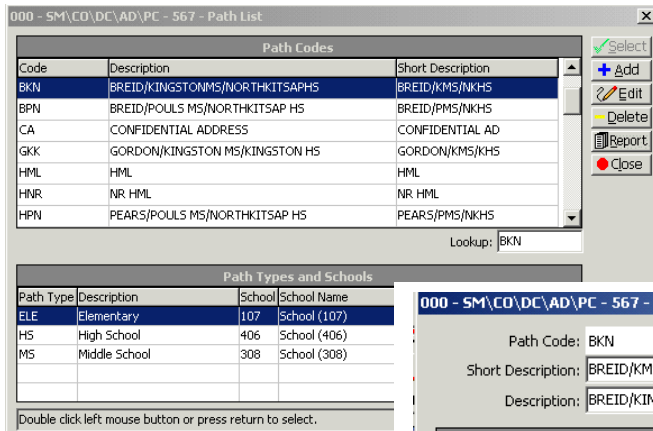 000 - SM\CO\DC\AD\PC - 567 - Path List
Path Codes
Code Description Short Description
BKN BREID/KINGSTONMS/NORTHKITSAPHS BREID/KMS/NKHS
BPN BREID/POULS MS/NORTHKITSAP HS BREID/PMS/NKHS
CA CONFIDENTIAL ADDRESS CONFIDENTIAL AD
GKK GORDON/KINGSTON MS/KINGSTON HS GORDON/KMS/KHS
HML HML HML
HNR NR HML NR HML
HPN PEARS/POULS MS/NORTHKITSAP HS PEARS/PMS/NKHS
Lookup: BKN
Select
Add
Edit
Delete
Report
Close
Path Types and Schools
Path Type Description School School Name
ELE Elementary 107 School (107)
HS High School 406 School (406)
MS Middle School 308 School (308)
Double click left mouse button or press return to select.
000 - SM\CO\DC\AD\PC - 567 -
Path Code: BKN
Short Description: BREID/KM
Description: BREID/KIN